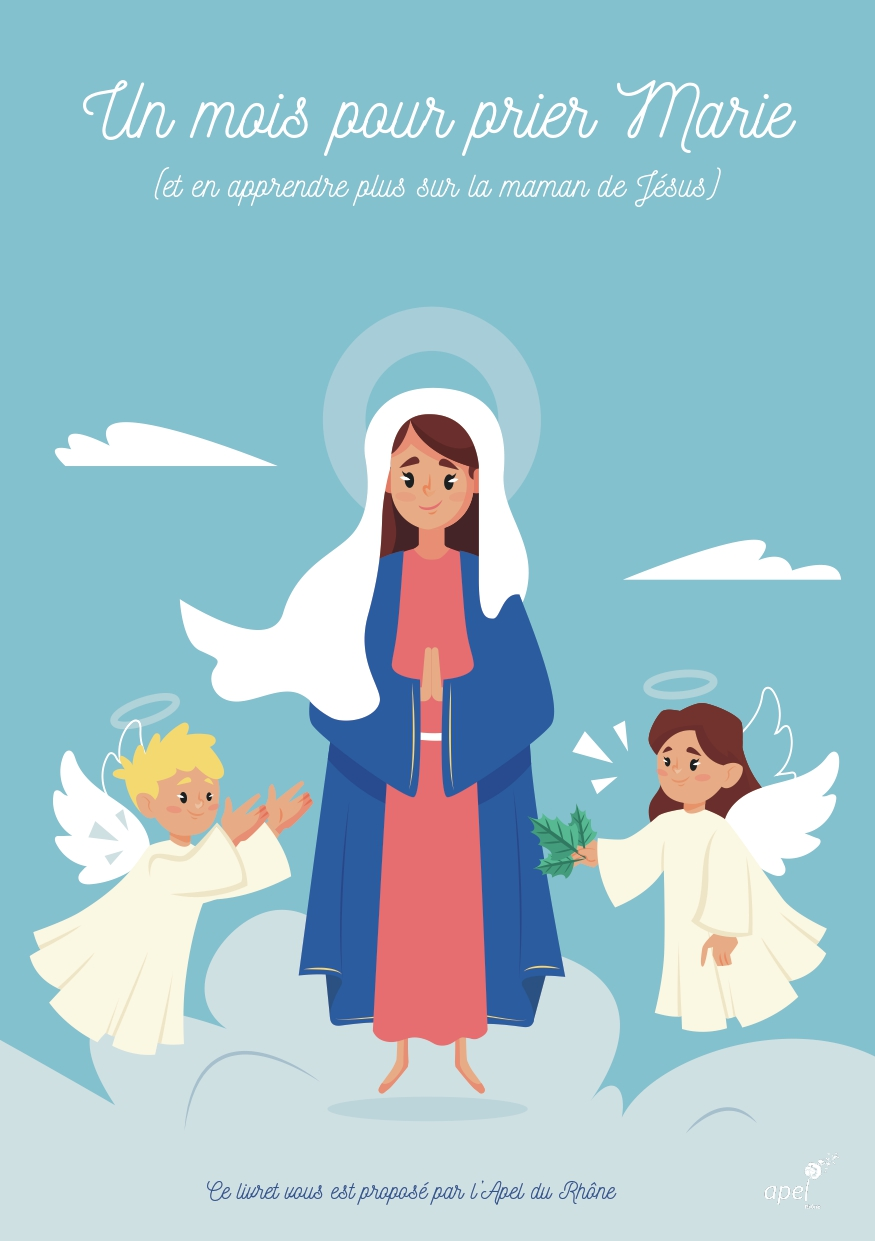 Un mois pour prier Marie
(et en apprendre plus sur la maman de Jésus)
Ce livret vous est proposé par l'Apel du Rhône
apel